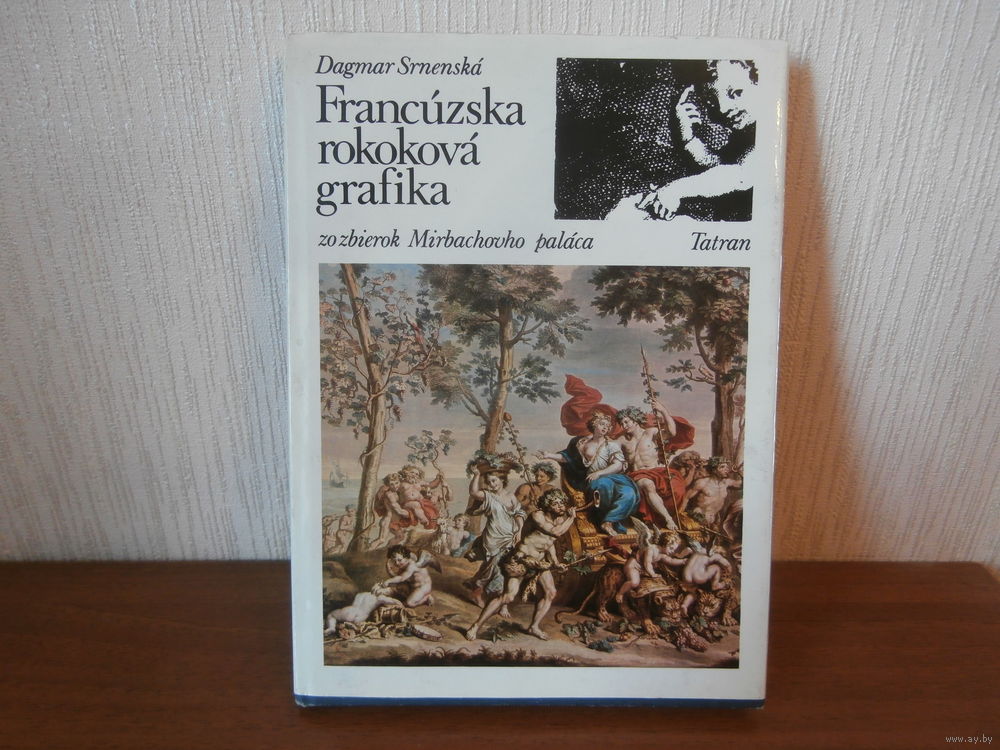 Dagmar Srnenská
Francúzska
rokoková
grafika
zo zbierok Mirbachovho paláca
Tatran
www.ay.by